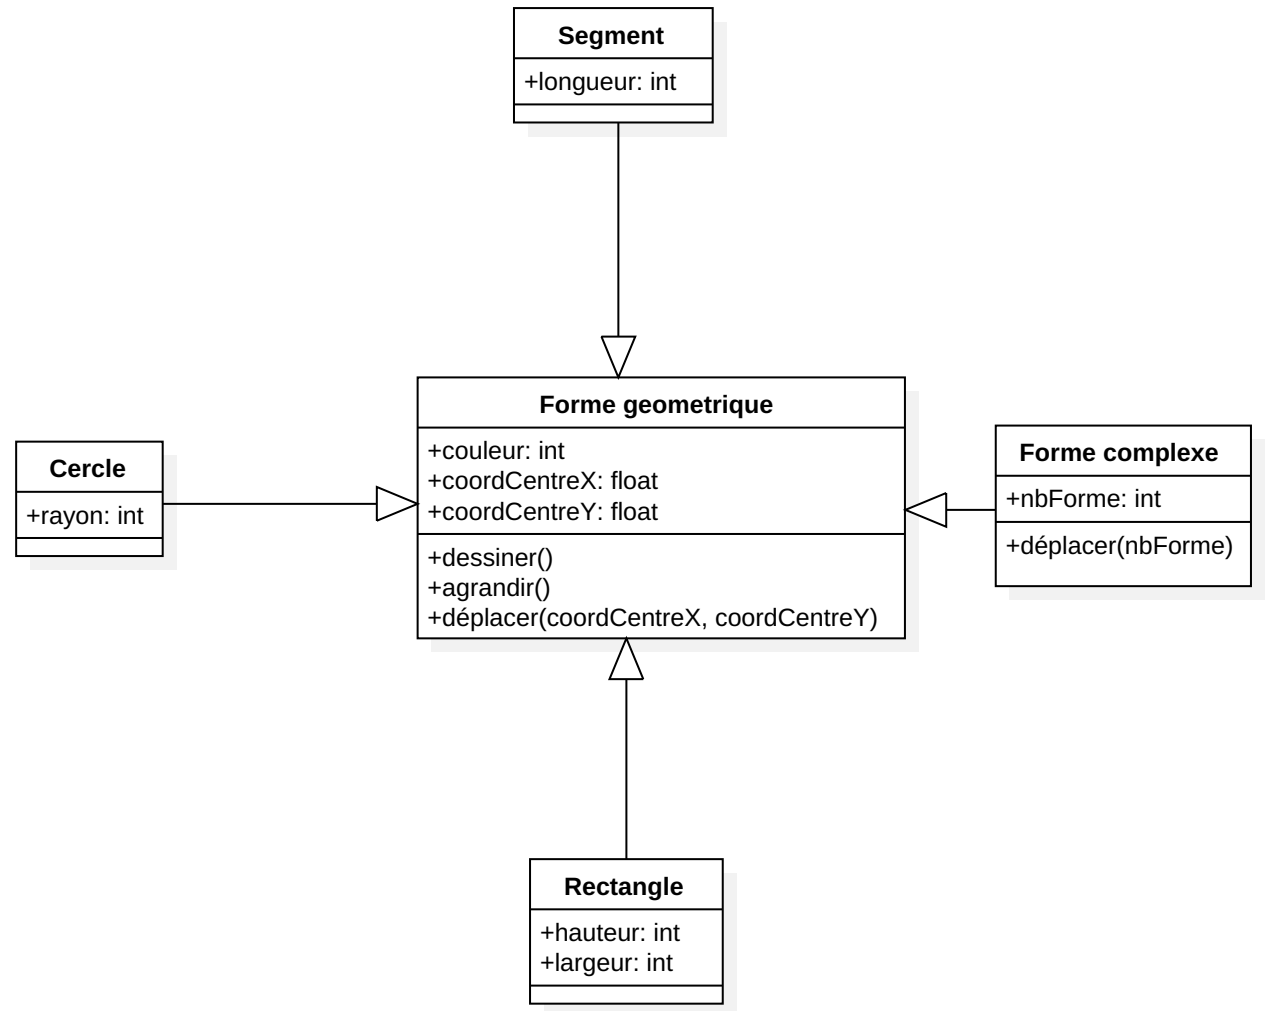 Segment
+longueur: int
Forme geometrique
+couleur: int
+coordCentreX: float
+coordCentreY: float
+dessiner()
+agrandir()
+déplacer(coordCentreX, coordCentreY)
Cercle
+rayon: int
Forme complexe
+nbForme: int
+déplacer(nbForme)
Rectangle
+hauteur: int
+largeur: int